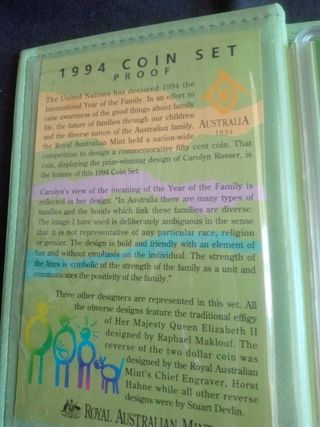 1994 COIN SET
PROOF
The United Nations has declared 1994 the
International Year of the Family. In an effort to
raise awareness of the good things about family
life, the future of families through our children
and the diverse nature of the Australian family,
the Royal Australian Mint held a nation-wide
competition to design a commemorative fifty cent coin. That
coin, displaying the prize-winning design of Carolyn Rosser, is
the feature of this 1994 Coin Set.
AUSTRALIA
1994
Carolyn's view of the meaning of the Year of the Family is
reflected in her design: "In Australia there are many types of
families and the bonds which link these families are diverse.
The image I have used is deliberately ambiguous in the sense
that it is not representative of any particular race, religion
or gender. The design is bold and friendly with an element of
fun and without emphasis on the individual. The strength of
the lines is symbolic of the strength of the family as a unit and
communicates the positivity of the family."
Three other designers are represented in this set. All
the obverse designs feature the traditional effigy
of Her Majesty Queen Elizabeth II
designed by Raphael Maklouf. The
reverse of the two dollar coin was
designed by the Royal Australian
Mint's Chief Engraver, Horst
Hahne while all other reverse
designs were by Stuart Devlin.
ROYAL AUSTRALIAN MINT